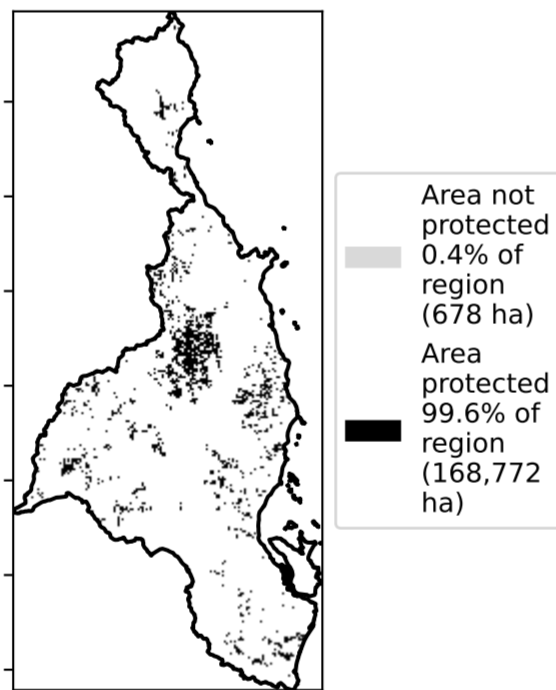 Area not
protected
0.4% of
region
(678 ha)
Area
protected
99.6% of
region
(168,772
ha)